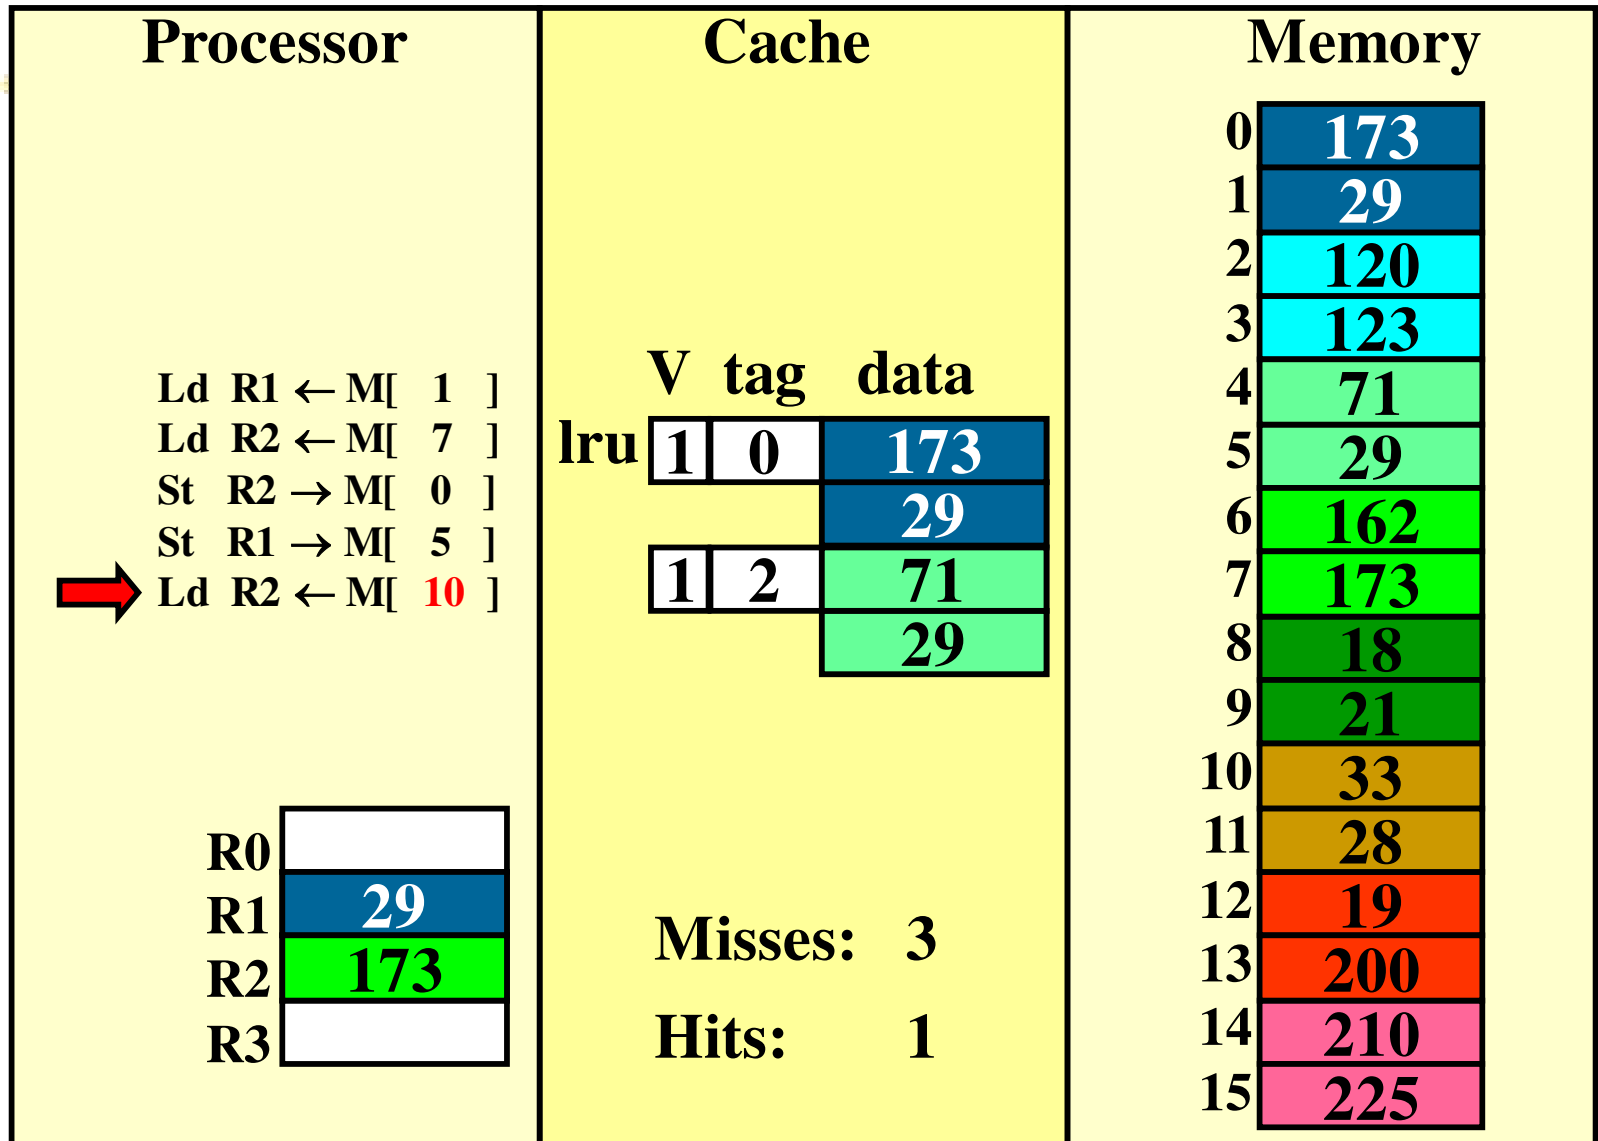 Processor
Ld R1 ← M[ 1 ]
Ld R2 ← M[ 7 ]
St R2 → M[ 0 ]
St R1 → M[ 5 ]
Ld R2 ← M[ 10 ]
R0
R1 29
R2 173
R3
Cache
V tag data
lru 1 0 173
29
1 2 71
29
Misses: 3
Hits: 1
Memory
0 173
1 29
2 120
3 123
4 71
5 29
6 162
7 173
8 18
9 21
10 33
11 28
12 19
13 200
14 210
15 225